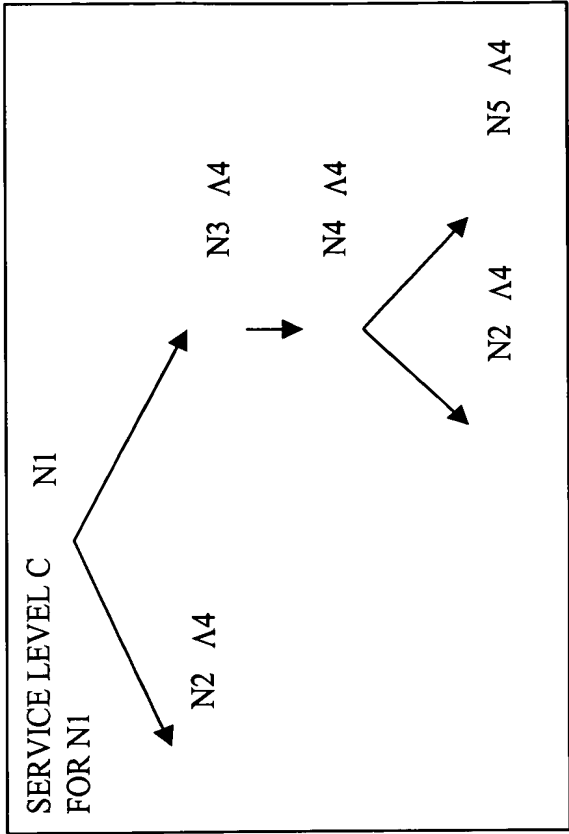 SERVICE LEVEL C
FOR N1
N1
N2 Λ4
N3 Λ4
N4 Λ4
N2 Λ4
N5 Λ4